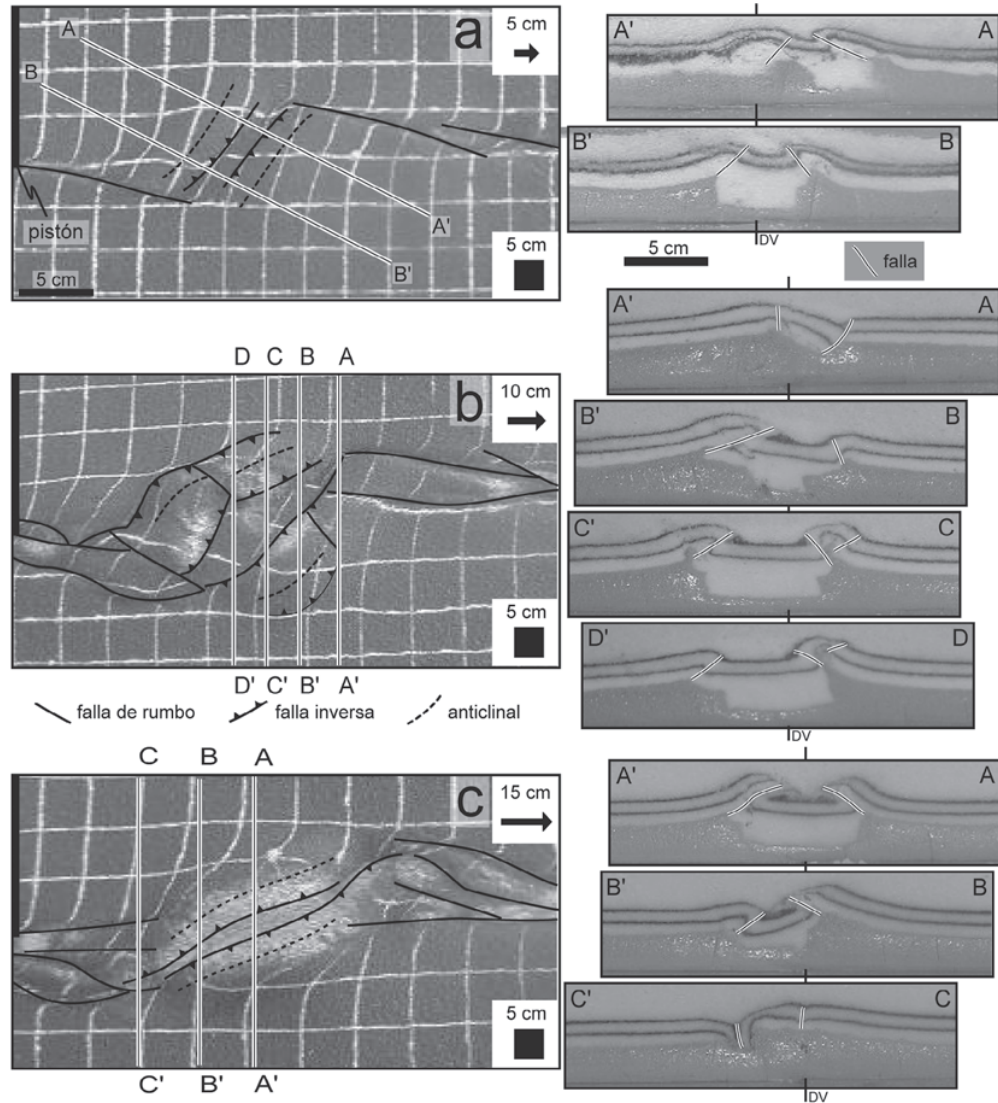 a
5 cm
A
B
pistón
5 cm
A'
B'
5 cm
A' A
B' B
DV
5 cm
falla
D C B A
b
10 cm
5 cm
D' C' B' A'
falla de rumbo
falla inversa
anticlinal
A' A
B' B
C' C
D' D
DV
C B A
c
15 cm
5 cm
C' B' A'
A' A
B' B
C' C
DV